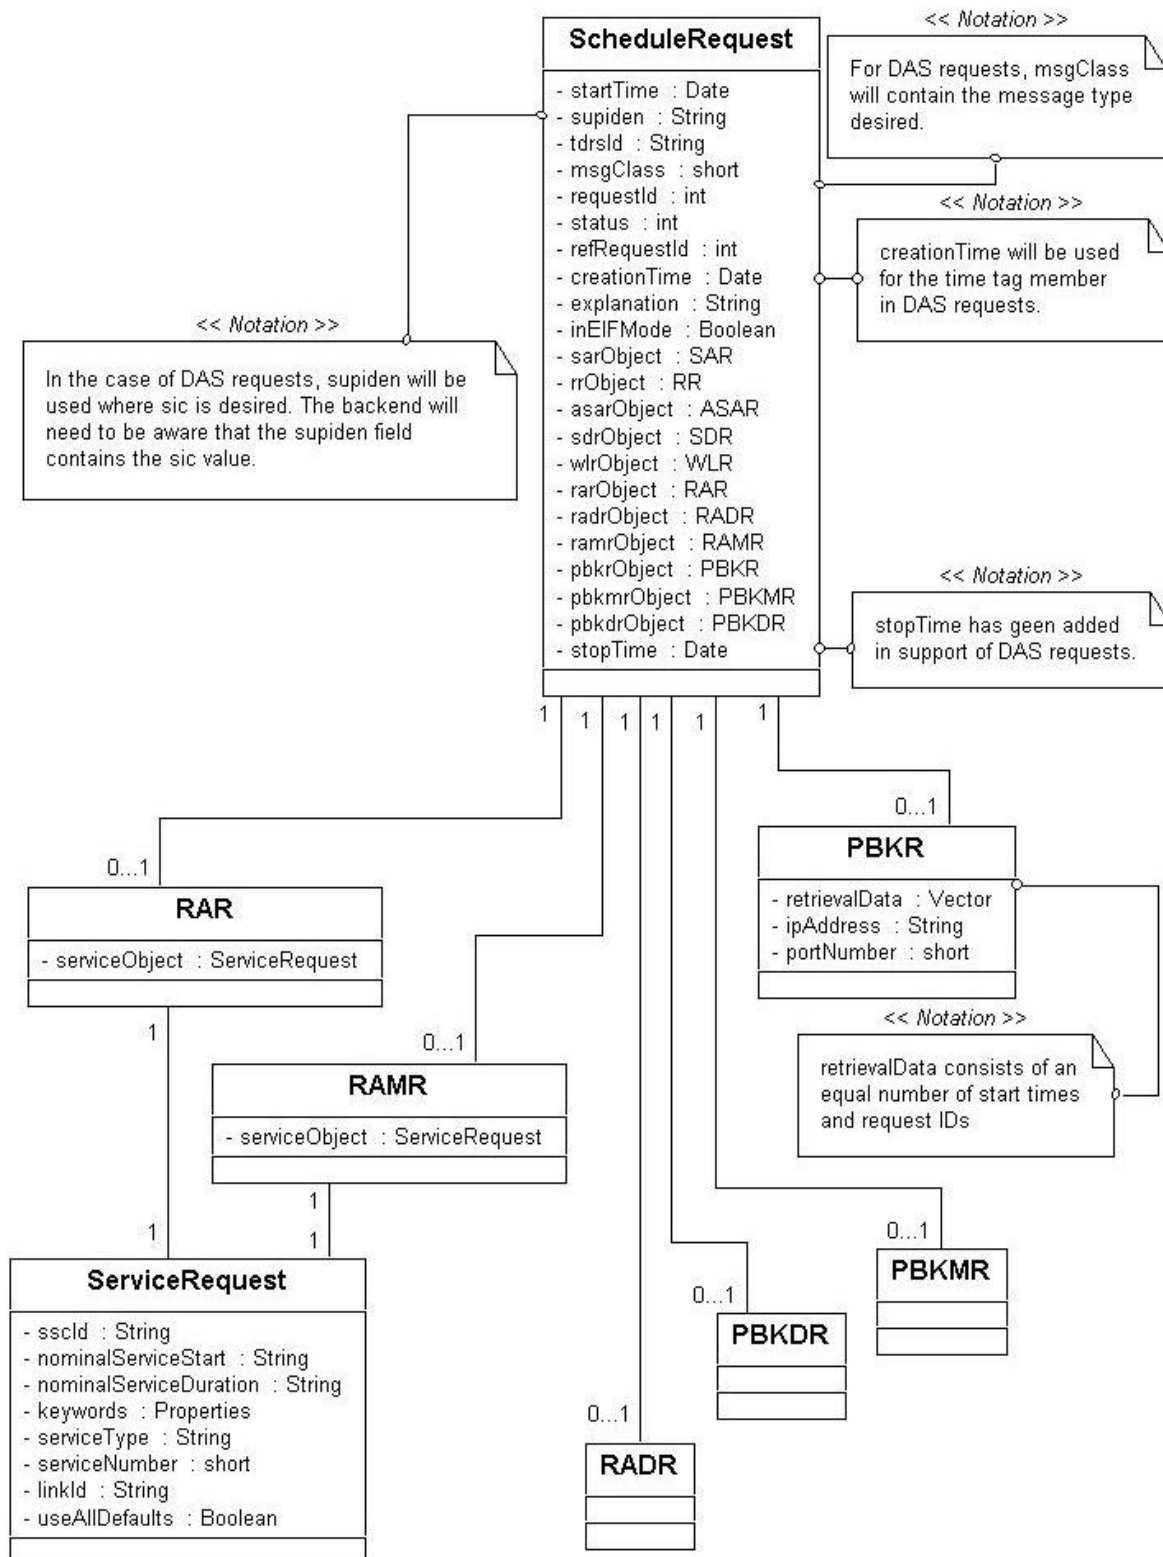 << Notation >>
ScheduleRequest
For DAS requests, msgClass
will contain the message type
desired.
- startTime : Date
- supiden : String
- tdrsId : String
- msgClass : short
- requestId : int
- status : int
- refRequestId : int
- creationTime : Date
- explanation : String
- inEIFMode : Boolean
- sarObject : SAR
- rrObject : RR
- asarObject : ASAR
- sdrObject : SDR
- wlrObject : WLR
- rarObject : RAR
- radrObject : RADR
- ramrObject : RAMR
- pbkrObject : PBKR
- pbkmrObject : PBKMR
- pbkdrObject : PBKDR
- stopTime : Date
<< Notation >>
creationTime will be used
for the time tag member
in DAS requests.
<< Notation >>
In the case of DAS requests, supiden will be
used where sic is desired. The backend will
need to be aware that the supiden field
contains the sic value.
<< Notation >>
stopTime has geen added
in support of DAS requests.
1 1 1 1 1 1
0...1
PBKR
- retrievalData : Vector
- ipAddress : String
- portNumber : short
<< Notation >>
retrievalData consists of an
equal number of start times
and request IDs
0...1
RAR
- serviceObject : ServiceRequest
1
0...1
RAMR
- serviceObject : ServiceRequest
1
1
1
ServiceRequest
- sscId : String
- nominalServiceStart : String
- nominalServiceDuration : String
- keywords : Properties
- serviceType : String
- serviceNumber : short
- linkId : String
- useAllDefaults : Boolean
0...1
PBKMR
0...1
PBKDR
0...1
RADR